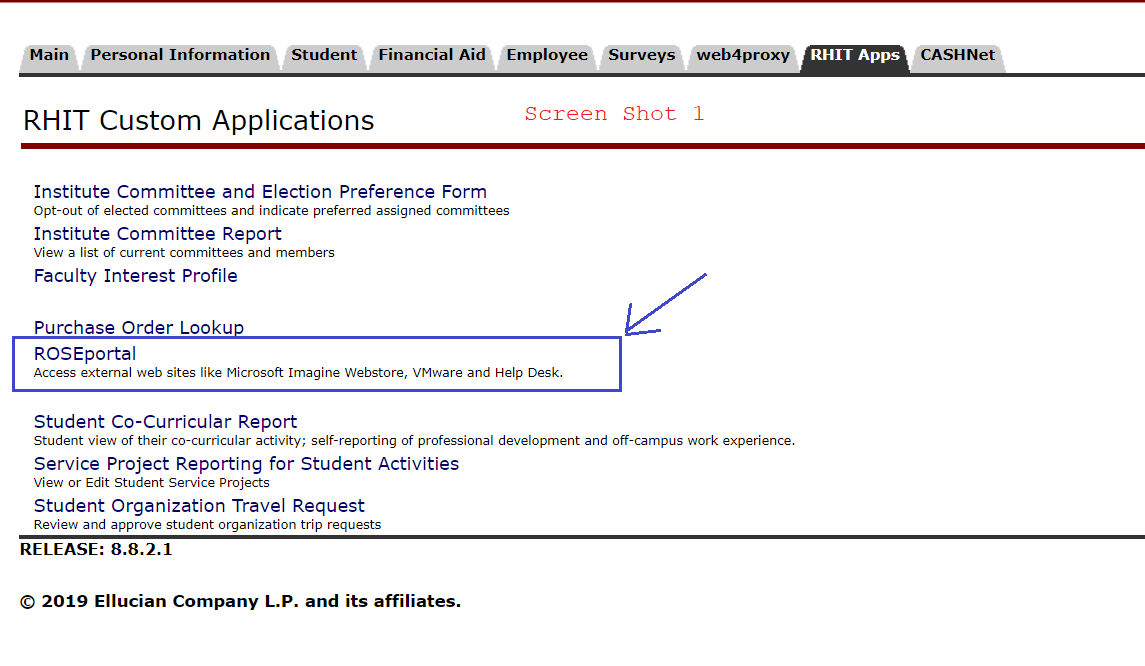 Main Personal Information Student Financial Aid Employee Surveys web4proxy RHIT Apps CASHNet
RHIT Custom Applications
Screen Shot 1
Institute Committee and Election Preference Form
Opt-out of elected committees and indicate preferred assigned committees
Institute Committee Report
View a list of current committees and members
Faculty Interest Profile
Purchase Order Lookup
ROSEportal
Access external web sites like Microsoft Imagine Webstore, VMware and Help Desk.
Student Co-Curricular Report
Student view of their co-curricular activity; self-reporting of professional development and off-campus work experience.
Service Project Reporting for Student Activities
View or Edit Student Service Projects
Student Organization Travel Request
Review and approve student organization trip requests
RELEASE: 8.8.2.1
© 2019 Ellucian Company L.P. and its affiliates.